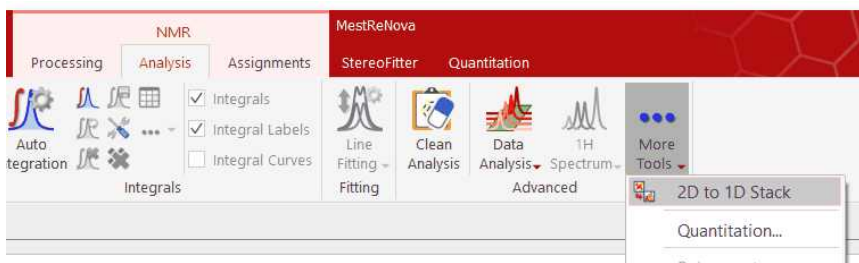 NMR
MestReNova
Processing
Analysis
Assignments
StereoFitter
Quantitation
Auto
tegration
Integrals
Integral Labels
Integral Curves
Integrals
Line
Fitting
Fitting
Clean
Analysis
Data
Analysis
1H
Spectrum
Advanced
More
Tools
2D to 1D Stack
Quantitation...